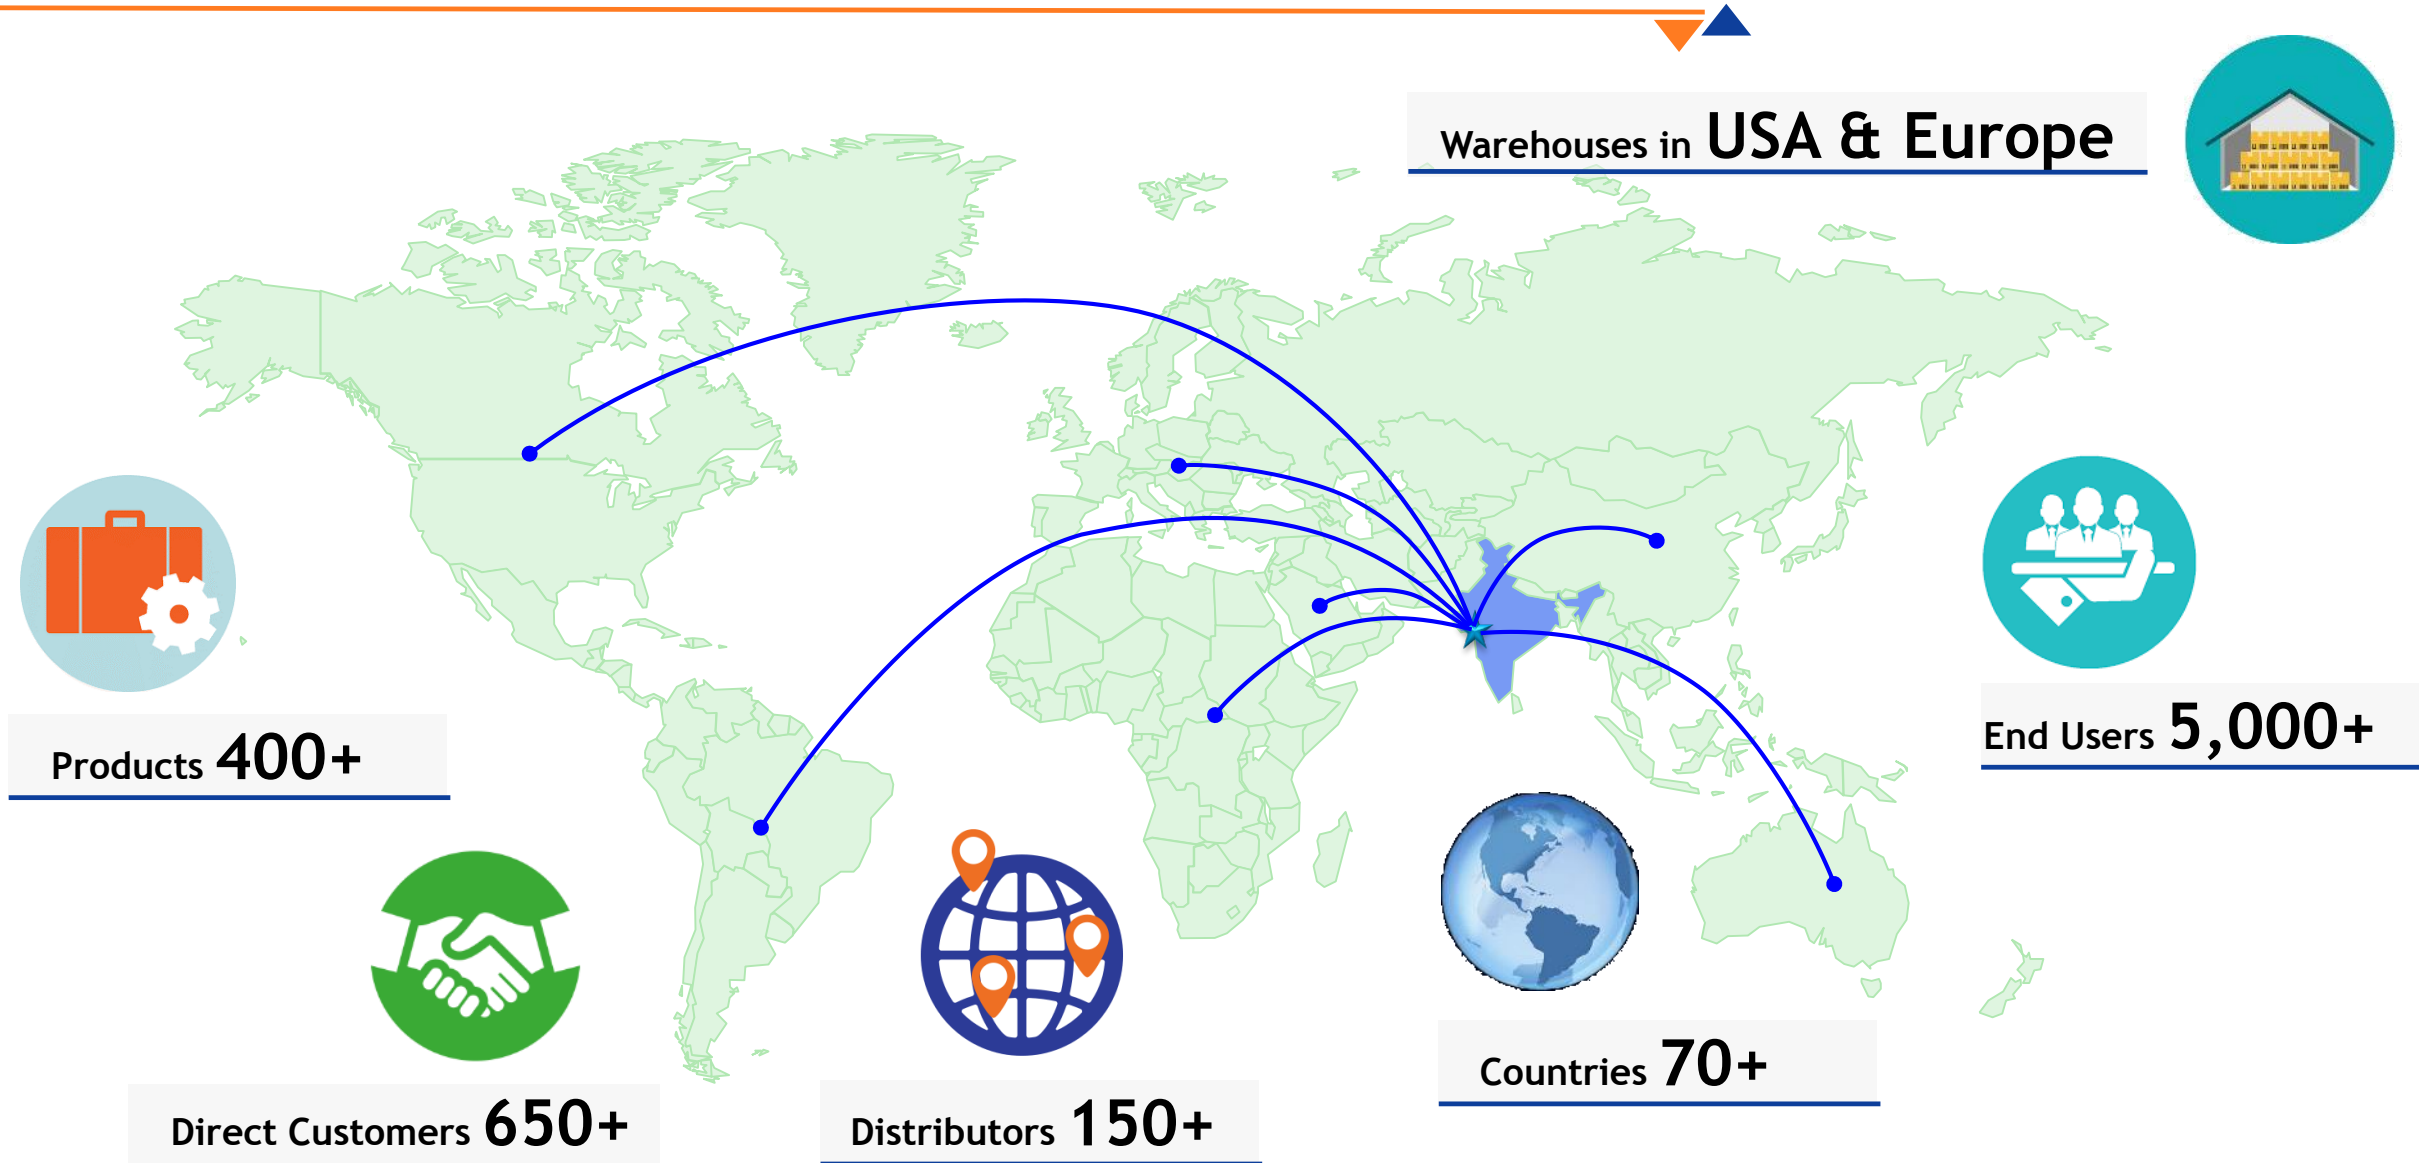 Warehouses in USA & Europe
Products 400+
End Users 5,000+
Direct Customers 650+
Distributors 150+
Countries 70+